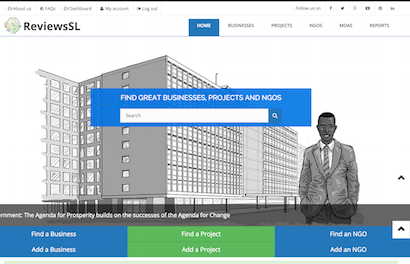 About us FAQs Dashboard My account Log out Follow us on
ReviewsSL HOME BUSINESSES PROJECTS NGOS MDAS REPORTS
FIND GREAT BUSINESSES, PROJECTS AND NGOS
Search
ernment: The Agenda for Prosperity builds on the successes of the Agenda for Change
Find a Business Find a Project Find an NGO
Add a Business Add a Project Add an NGO